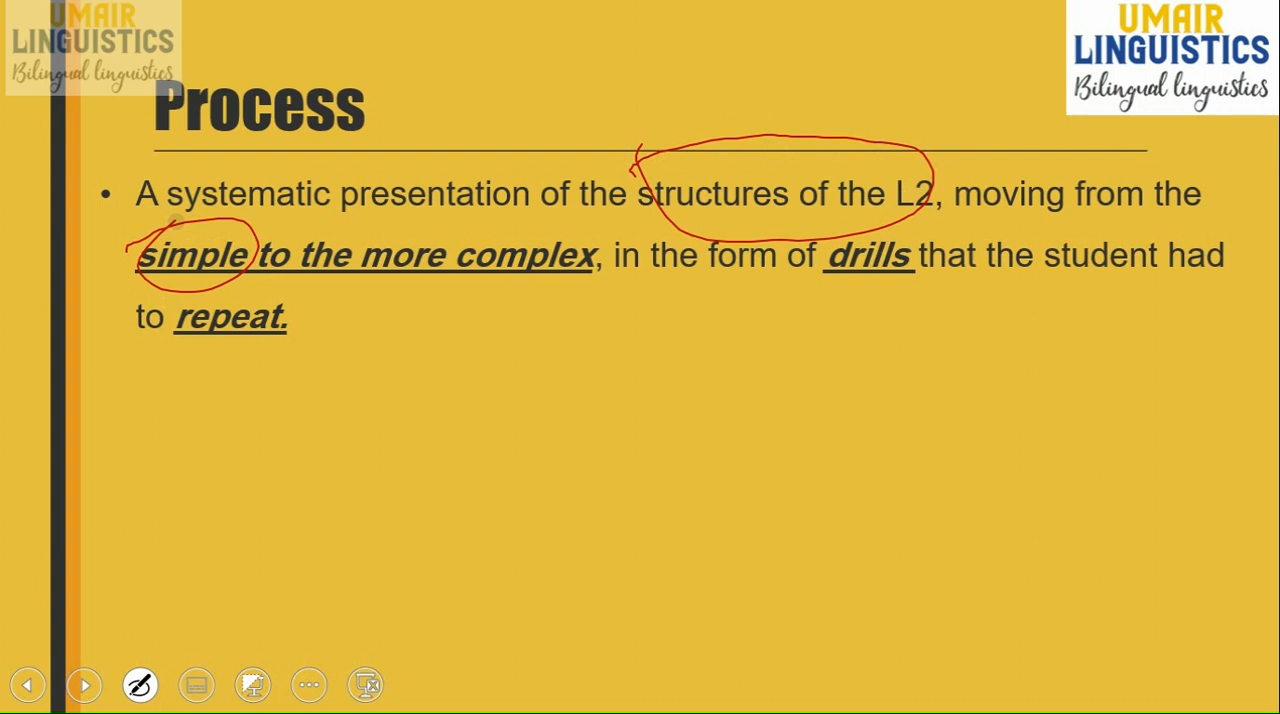 UMAIR
LINGUISTICS
Bilingual linguistics
UMAIR
LINGUISTICS
Bilingual linguistics
Process
• A systematic presentation of the structures of the L2, moving from the
simple to the more complex, in the form of drills that the student had
to repeat.